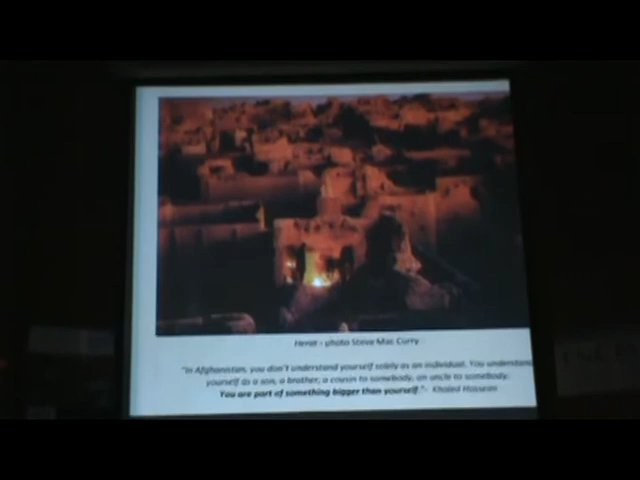 Herat - photo Steve Mac Curry
"In Afghanistan, you don't understand yourself solely as an individual. You understand
yourself as a son, a brother, a cousin to somebody, an uncle to somebody.
You are part of something bigger than yourself."- Khaled Hosseini